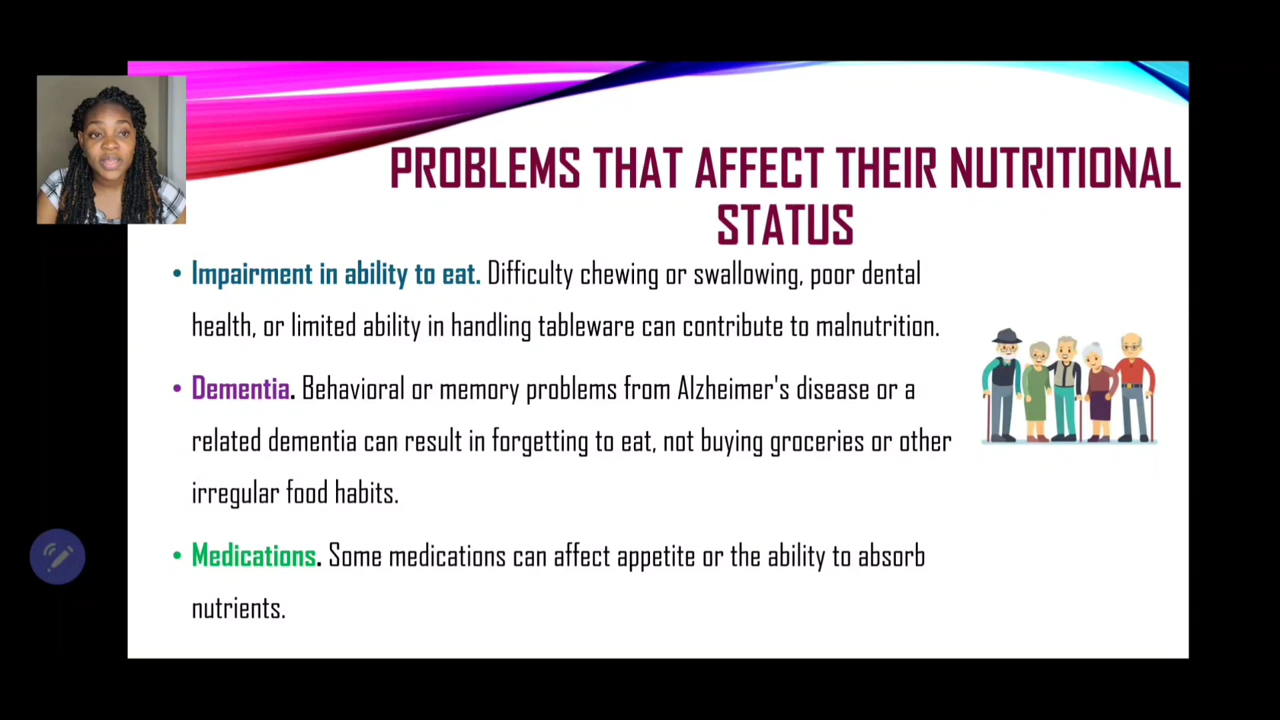 PROBLEMS THAT AFFECT THEIR NUTRITIONAL
STATUS
• Impairment in ability to eat. Difficulty chewing or swallowing, poor dental
health, or limited ability in handling tableware can contribute to malnutrition.
• Dementia. Behavioral or memory problems from Alzheimer's disease or a
related dementia can result in forgetting to eat, not buying groceries or other
irregular food habits.
• Medications. Some medications can affect appetite or the ability to absorb
nutrients.